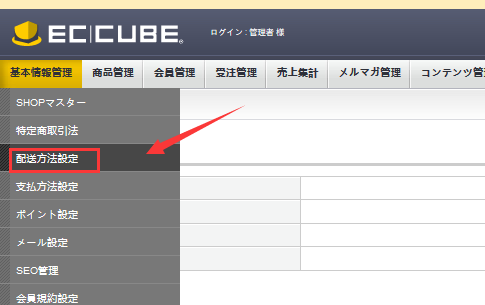 EC CUBE®
ログイン : 管理者 様
基本情報管理 商品管理 会員管理 受注管理 売上集計 メルマガ管理 コンテンツ管
SHOPマスター
特定商取引法
配送方法設定
支払方法設定
ポイント設定
メール設定
SEO管理
会員規約設定